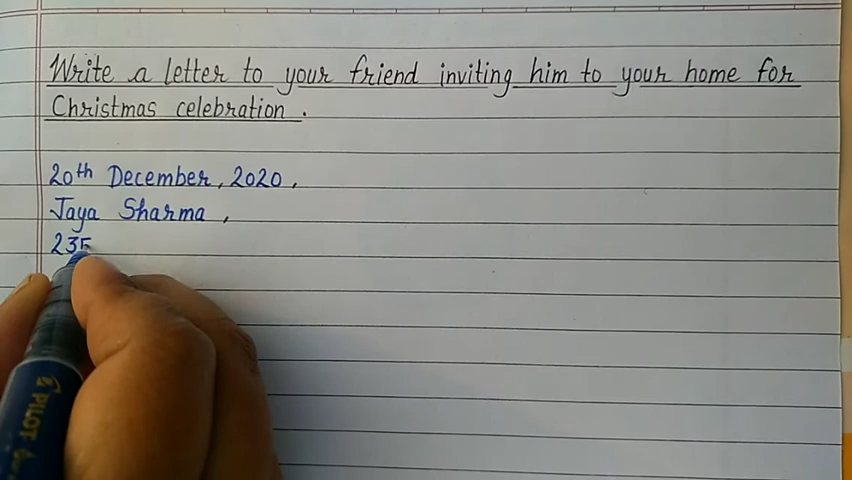 Write a letter to your friend inviting him to your home for
Christmas celebration .
20th December, 2020,
Jaya Sharma,
235
PILOT